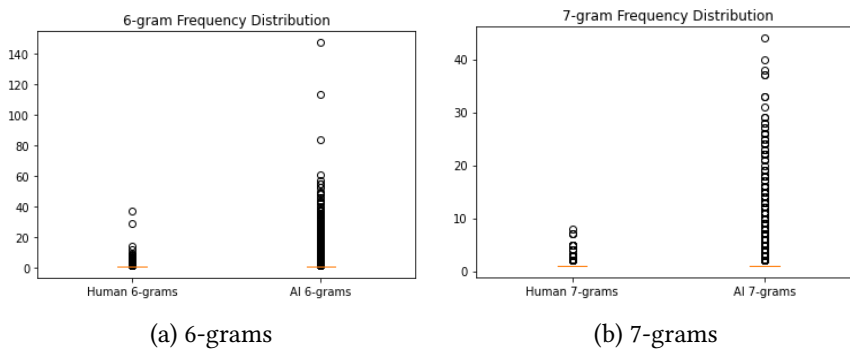 6-gram Frequency Distribution
140
120
100
80
60
40
20
0
Human 6-grams AI 6-grams
(a) 6-grams
7-gram Frequency Distribution
40
30
20
10
0
Human 7-grams AI 7-grams
(b) 7-grams